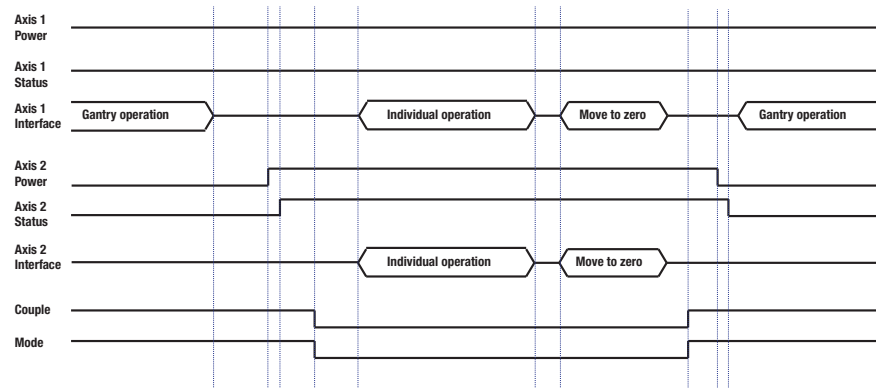 Axis 1
Power
Axis 1
Status
Axis 1
Interface
Gantry operation
Individual operation
Move to zero
Gantry operation
Axis 2
Power
Axis 2
Status
Axis 2
Interface
Individual operation
Move to zero
Couple
Mode